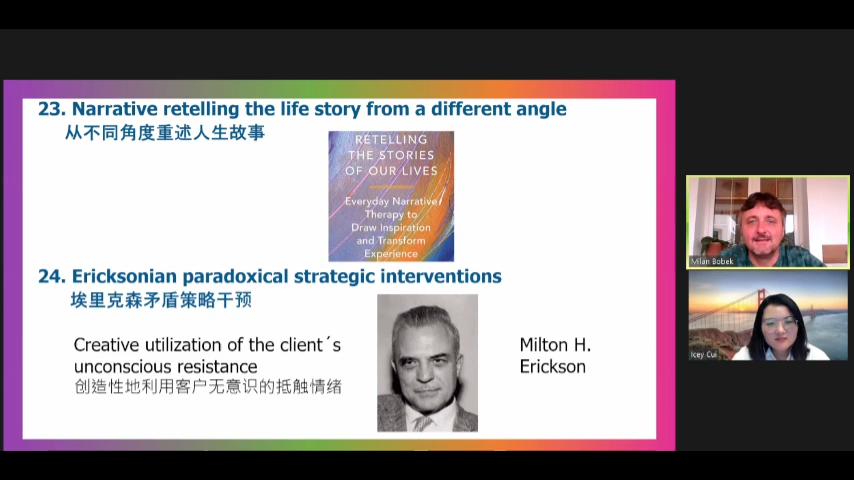 23. Narrative retelling the life story from a different angle
从不同角度重述人生故事
RETELLING
THE STORIES
OF OUR LIVES
Everyday Narrative
Therapy to
Draw Inspiration
and Transform
Experience
24. Ericksonian paradoxical strategic interventions
埃里克森矛盾策略干预
Creative utilization of the client´s
unconscious resistance
创造性地利用客户无意识的抵触情绪
Milton H.
Erickson
Milan Bobek
Icey Cui